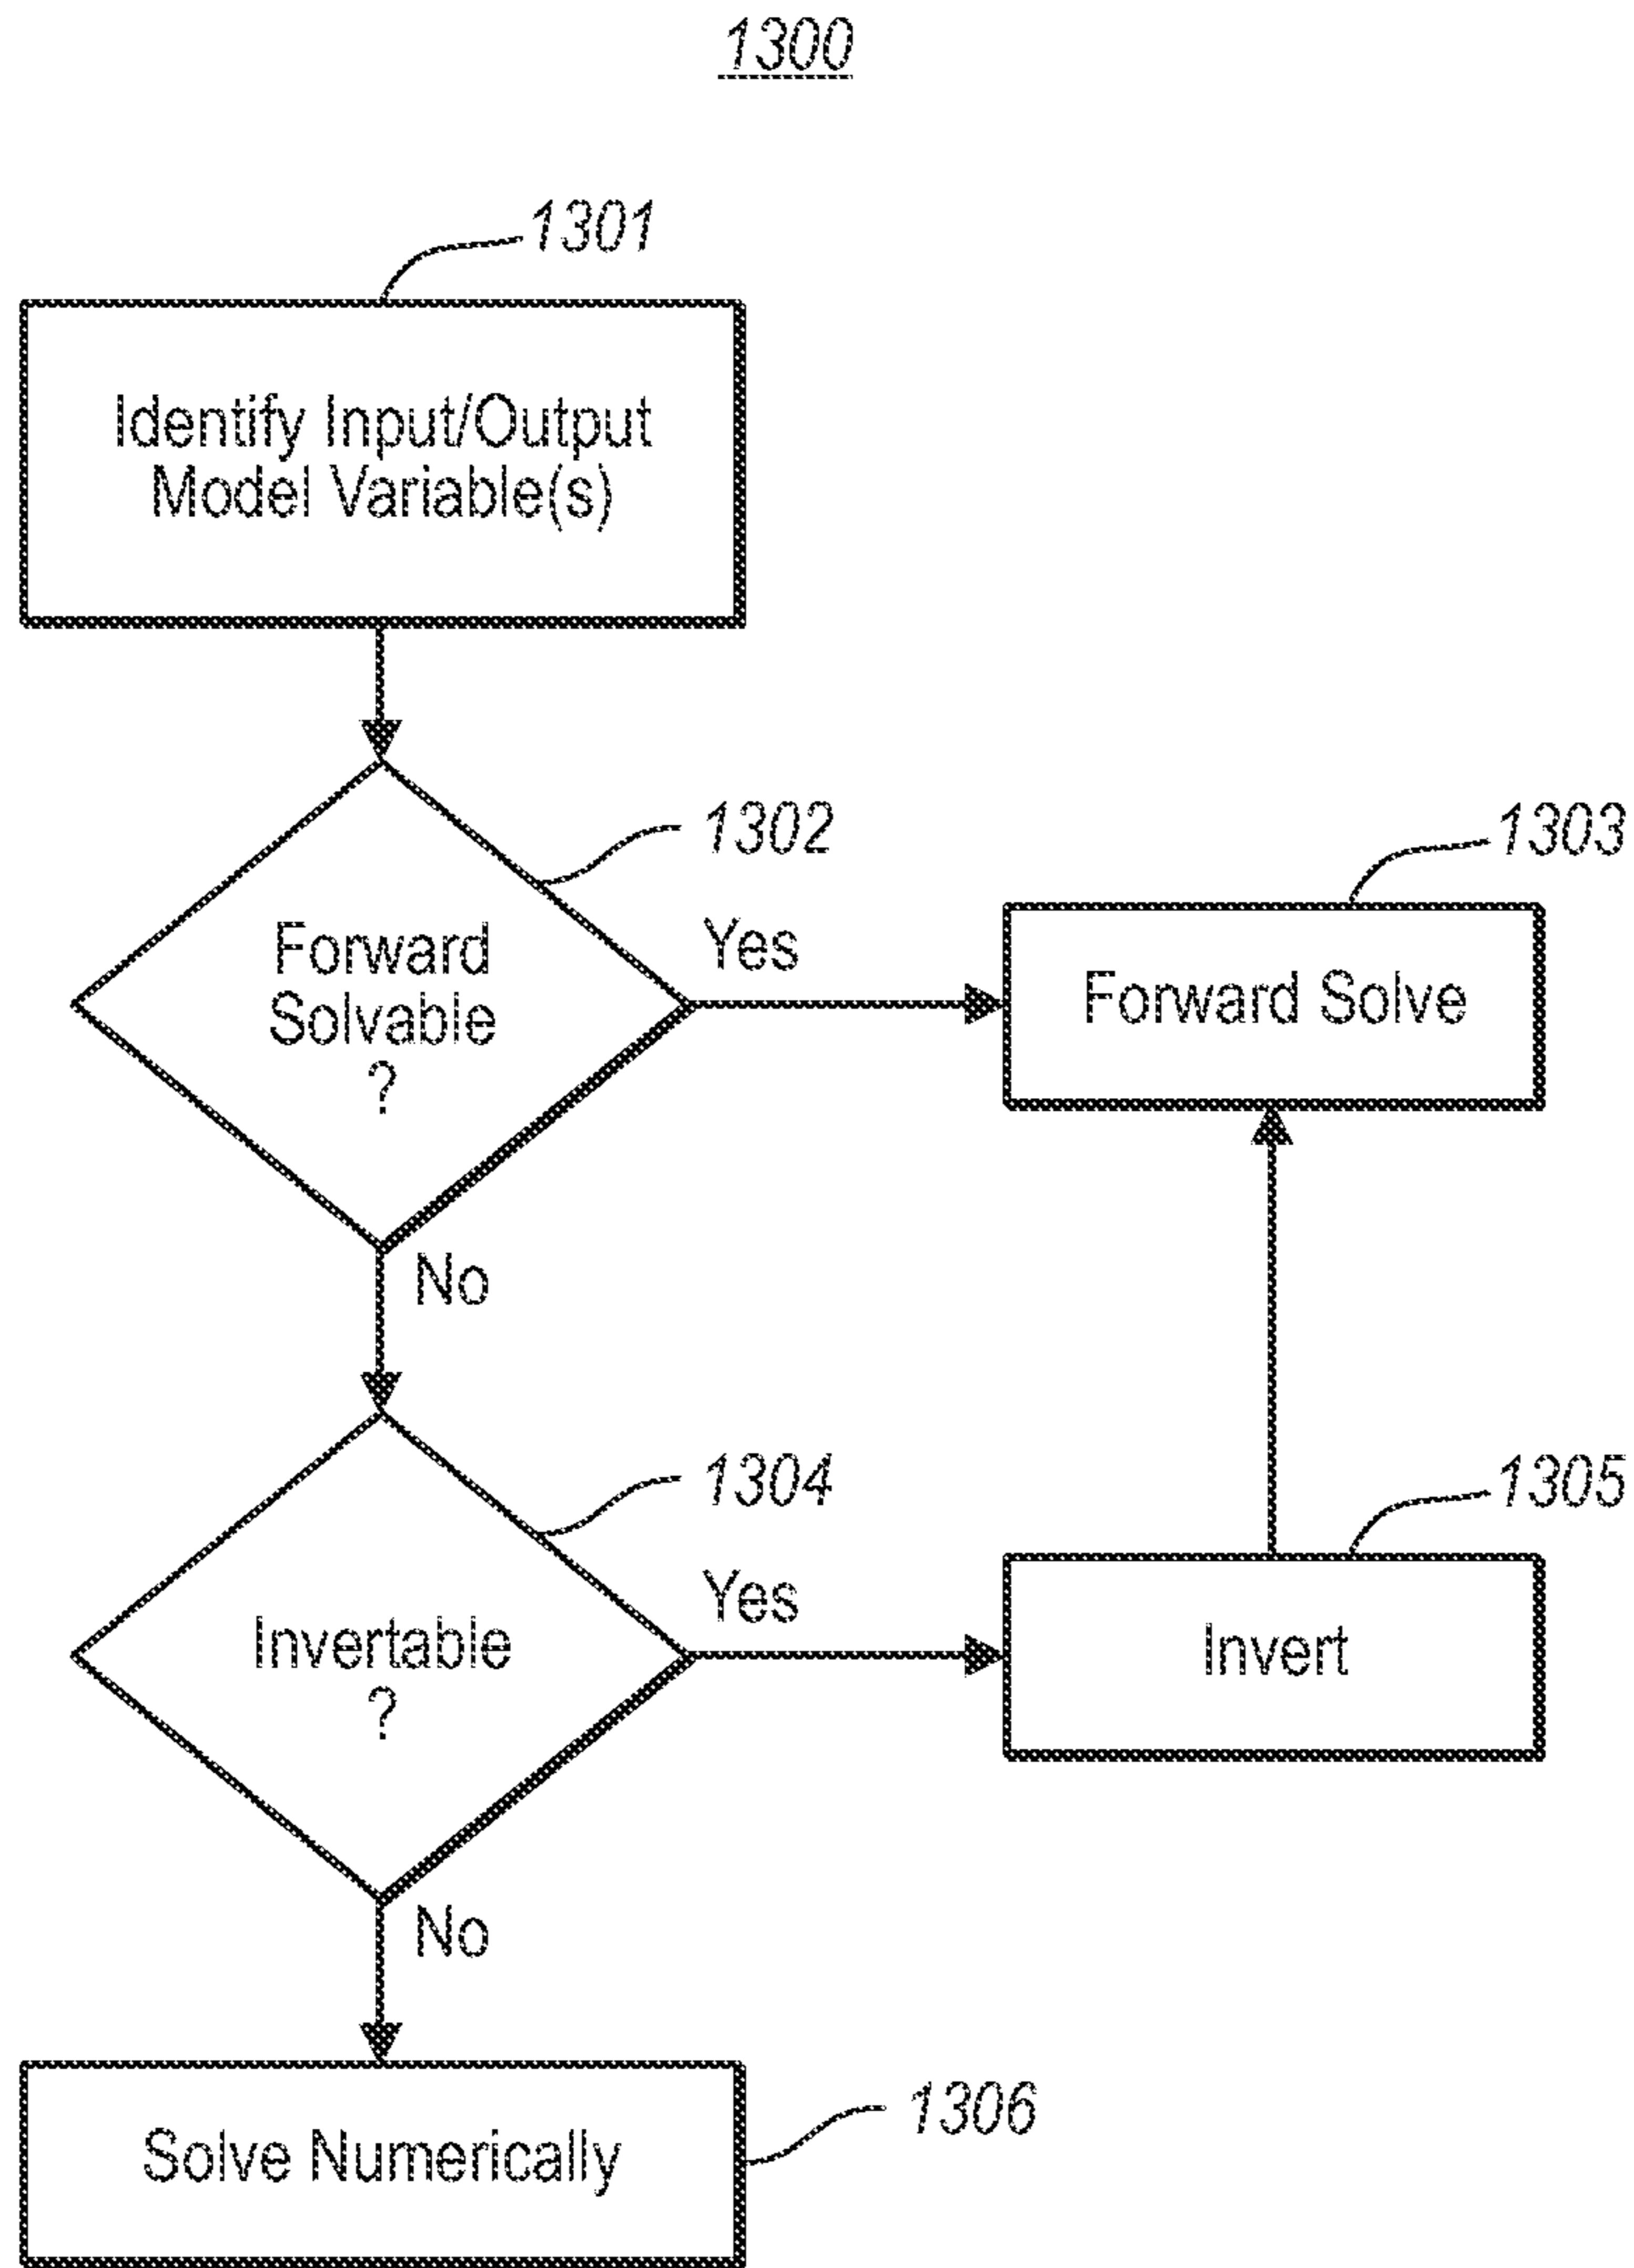 1300
1301
Identify Input/Output
Model Variable(s)
1302
1303
Forward
Solvable
?
Yes
Forward Solve
No
1304
1305
Invertable
?
Yes
Invert
No
1306
Solve Numerically